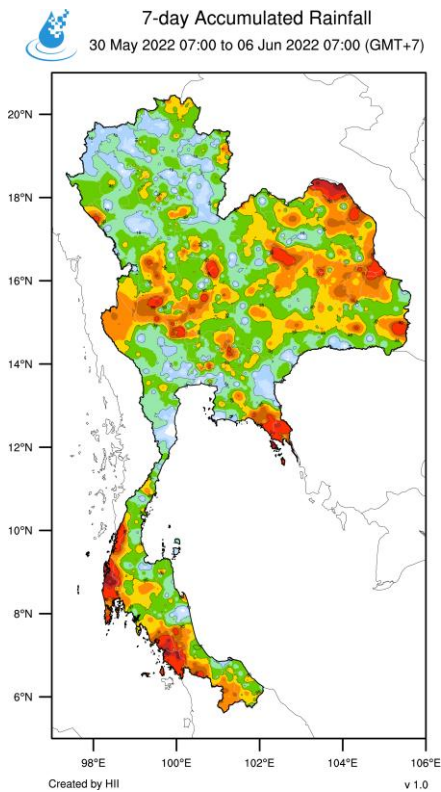 7-day Accumulated Rainfall
30 May 2022 07:00 to 06 Jun 2022 07:00 (GMT+7)
20°N
18°N
16°N
14°N
12°N
10°N
8°N
6°N
98°E 100°E 102°E 104°E 106°E
Created by HII v 1.0